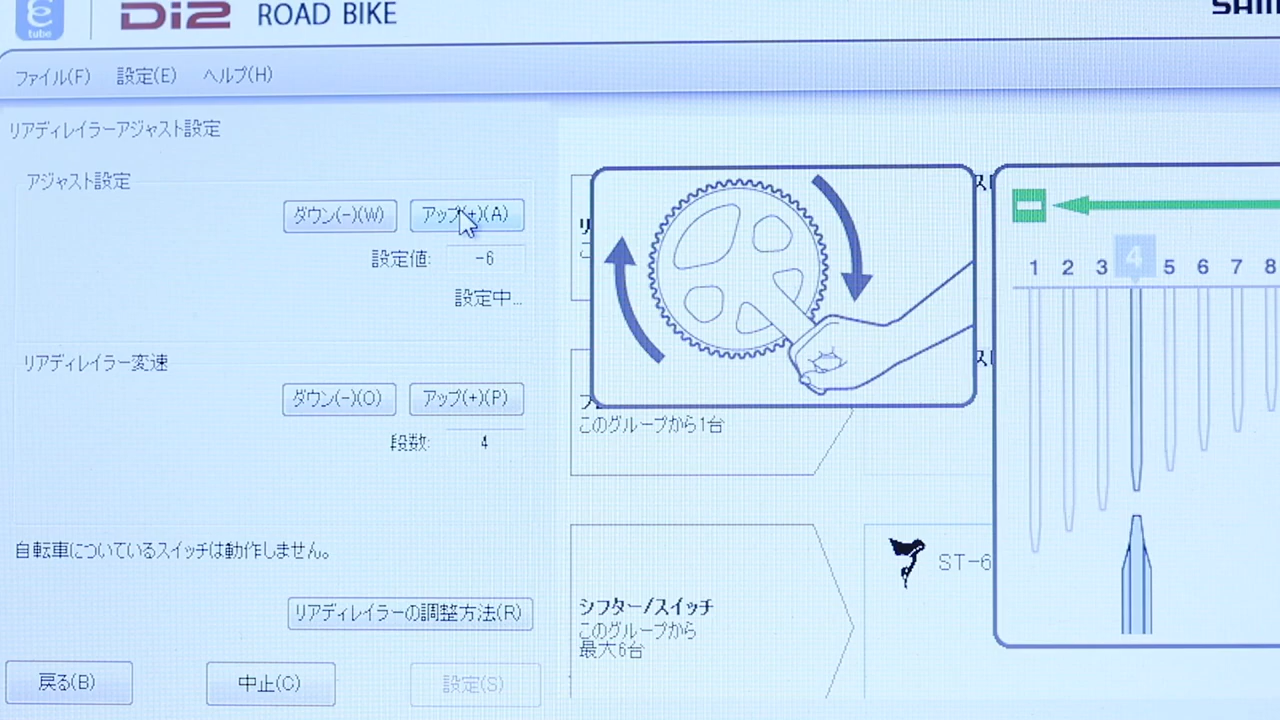 tube
Di2 ROAD BIKE
ファイル(F) 設定(E) ヘルプ(H)
リアディレイラーアジャスト設定
アジャスト設定
ダウン(-)(W) アップ(+)(A)
設定値: -6
設定中...
リアディレイラー変速
ダウン(-)(O) アップ(+)(P)
段数: 4
自転車についているスイッチは動作しません。
リアディレイラーの調整方法(R)
戻る(B) 中止(C) 設定(S)
このグループから1台
シフター/スイッチ
このグループから
最大6台
ST-6
1 2 3 4 5 6 7 8